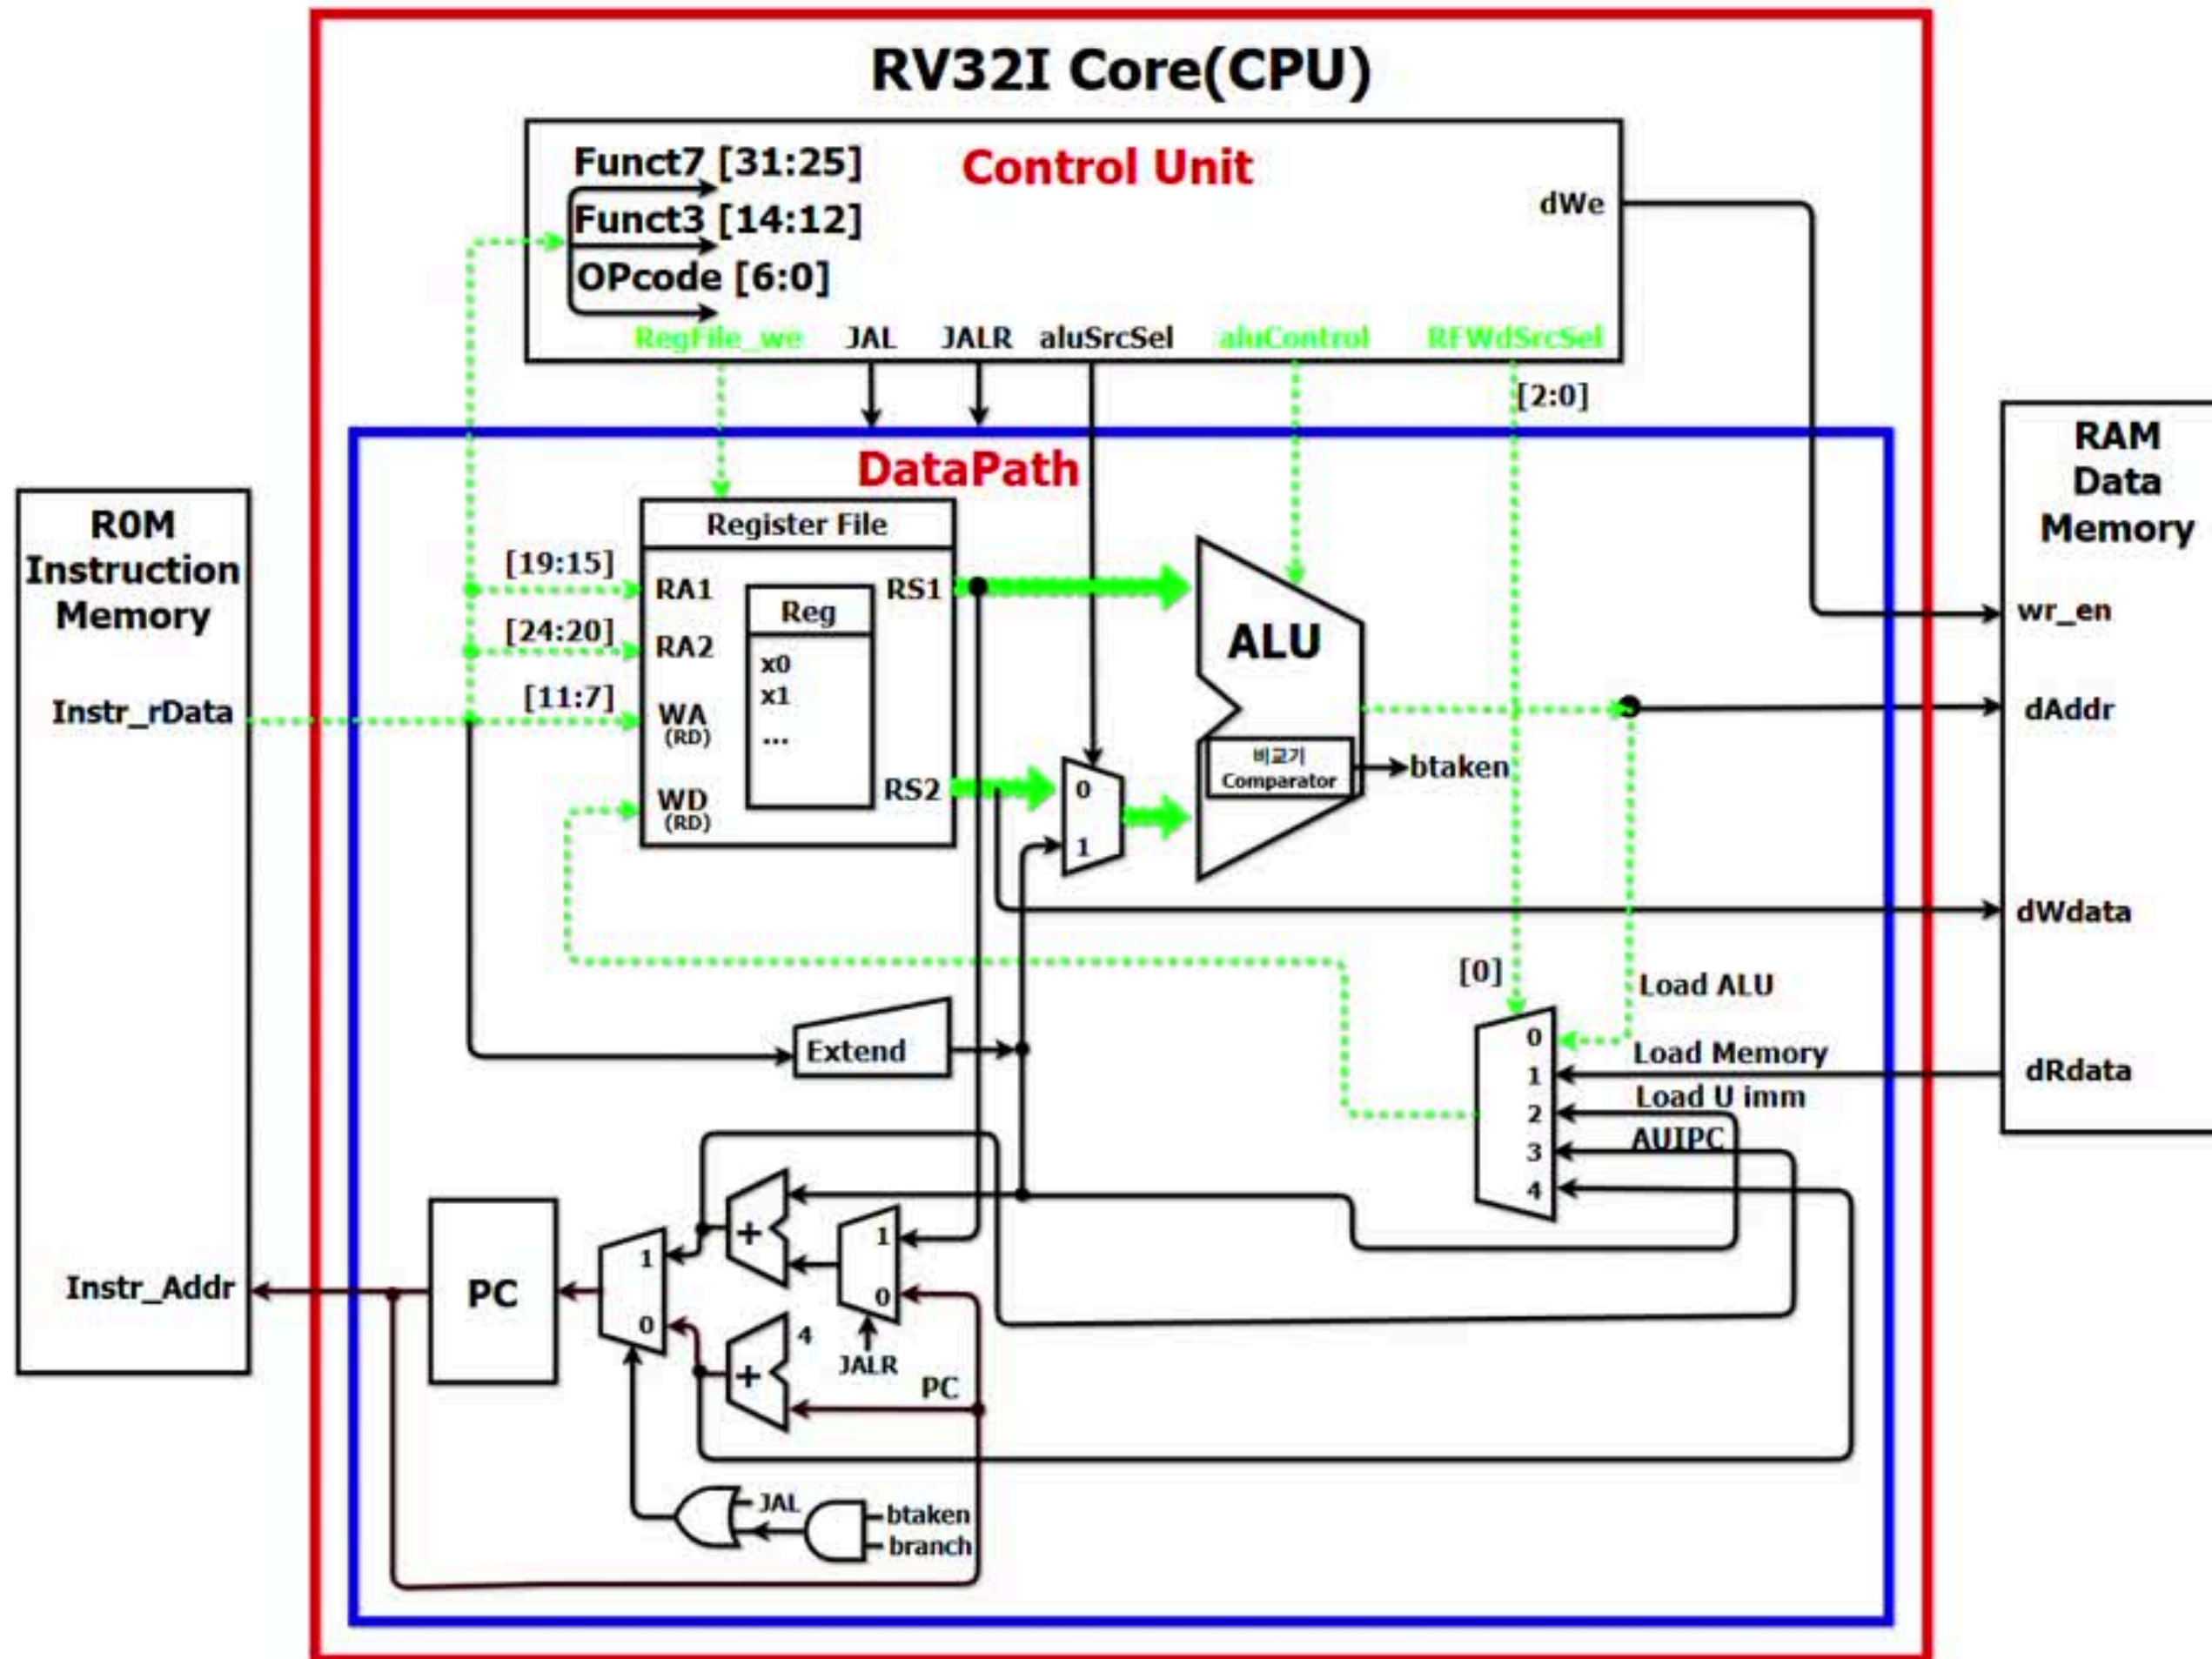 RV32I Core(CPU)
Control Unit
Funct7 [31:25]
Funct3 [14:12]
OPcode [6:0]
dWe
RegFile_we
JAL
JALR
aluSrcSel
aluControl
RFWdSrcSel
[2:0]
DataPath
R0M
Instruction
Memory
Instr_rData
Instr_Addr
RAM
Data
Memory
wr_en
dAddr
dWdata
dRdata
Register File
[19:15]
RA1
[24:20]
RA2
[11:7]
WA
(RD)
WD
(RD)
Reg
x0
x1
...
RS1
RS2
0
1
ALU
비교기
Comparator
btaken
[0]
Load ALU
Load Memory
Load U imm
AUIPC
0
1
2
3
4
Extend
PC
1
0
+
+
4
1
0
JALR
PC
JAL
btaken
branch